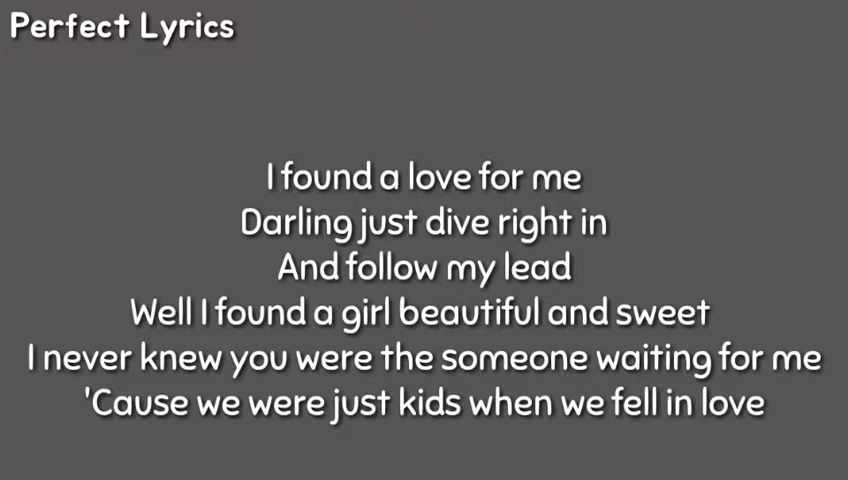 Perfect Lyrics
I found a love for me
Darling just dive right in
And follow my lead
Well I found a girl beautiful and sweet
I never knew you were the someone waiting for me
'Cause we were just kids when we fell in love